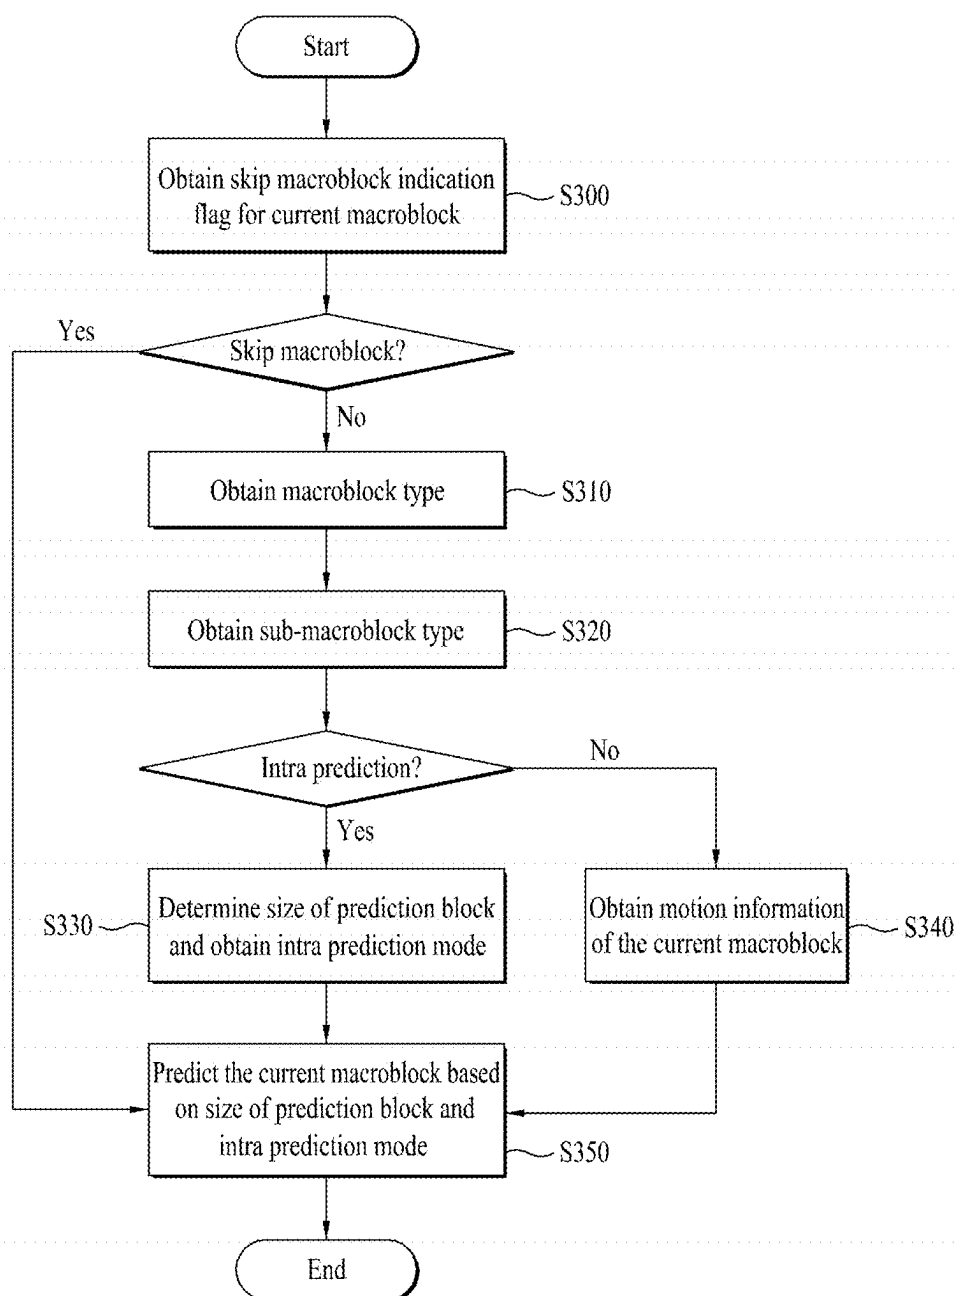 Start
Obtain skip macroblock indication
flag for current macroblock
S300
Yes
Skip macroblock?
No
Obtain macroblock type
S310
Obtain sub-macroblock type
S320
Intra prediction?
No
Yes
S330
Determine size of prediction block
and obtain intra prediction mode
Obtain motion information
of the current macroblock
S340
Predict the current macroblock based
on size of prediction block and
intra prediction mode
S350
End